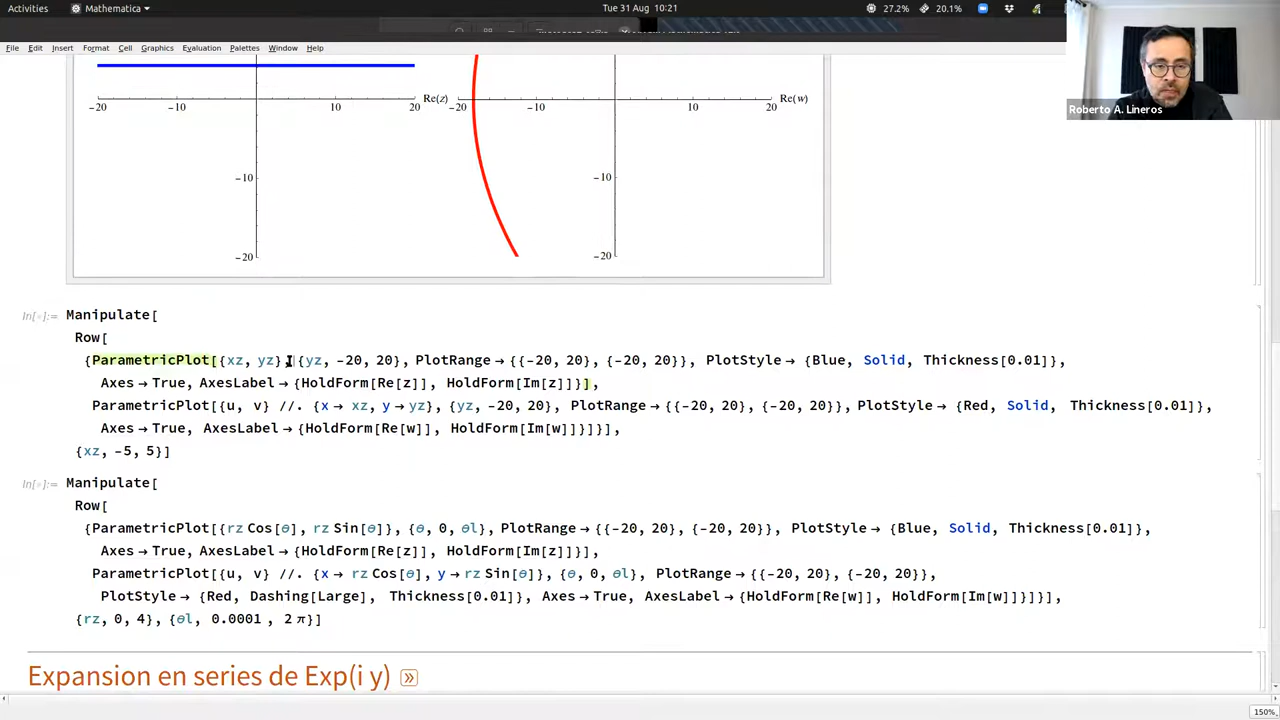 Activities Mathematica Tue 31 Aug 10:21 27.2% 20.1%
File Edit Insert Format Cell Graphics Evaluation Palettes Window Help
Roberto A. Lineros
-20 -10 10 20 Re(z) -20 -10 10 20 Re(w)
-10 -10
-20 -20
In[•]:= Manipulate[
Row[
{ParametricPlot[{xz, yz}, {yz, -20, 20}, PlotRange → {{-20, 20}, {-20, 20}}, PlotStyle → {Blue, Solid, Thickness[0.01]},
Axes → True, AxesLabel → {HoldForm[Re[z]], HoldForm[Im[z]]}],
ParametricPlot[{u, v} //. {x → xz, y → yz}, {yz, -20, 20}, PlotRange → {{-20, 20}, {-20, 20}}, PlotStyle → {Red, Solid, Thickness[0.01]},
Axes → True, AxesLabel → {HoldForm[Re[w]], HoldForm[Im[w]]}]}],
{xz, -5, 5}]
In[•]:= Manipulate[
Row[
{ParametricPlot[{rz Cos[θ], rz Sin[θ]}, {θ, 0, θl}, PlotRange → {{-20, 20}, {-20, 20}}, PlotStyle → {Blue, Solid, Thickness[0.01]},
Axes → True, AxesLabel → {HoldForm[Re[z]], HoldForm[Im[z]]}],
ParametricPlot[{u, v} //. {x → rz Cos[θ], y → rz Sin[θ]}, {θ, 0, θl}, PlotRange → {{-20, 20}, {-20, 20}},
PlotStyle → {Red, Dashing[Large], Thickness[0.01]}, Axes → True, AxesLabel → {HoldForm[Re[w]], HoldForm[Im[w]]}]}],
{rz, 0, 4}, {θl, 0.0001, 2 π}]
Expansion en series de Exp(i y)
150%